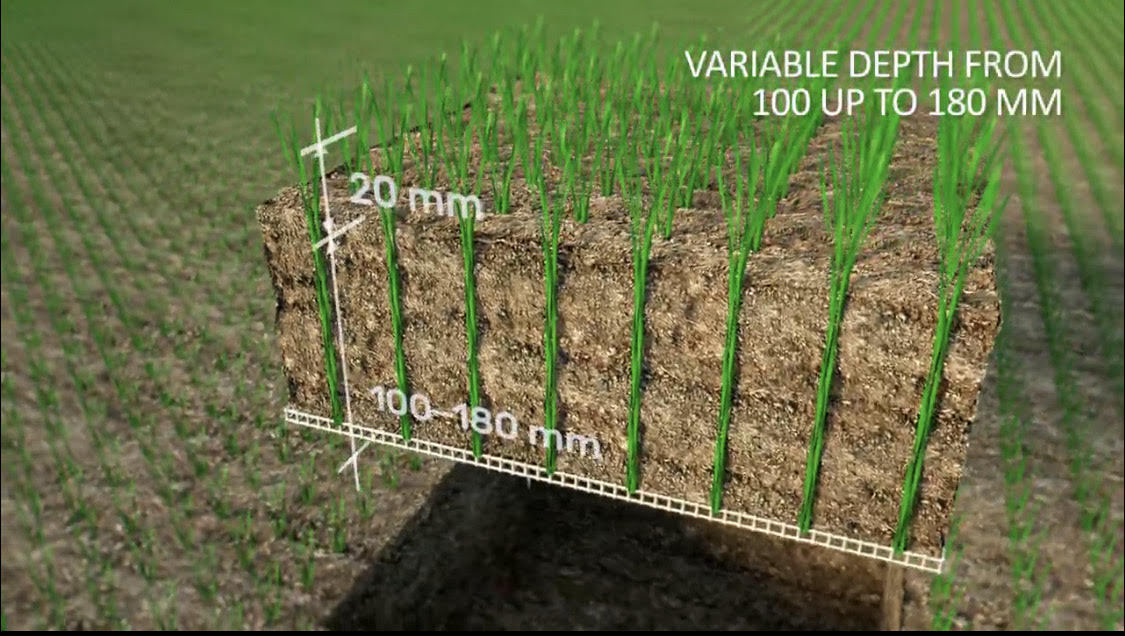 VARIABLE DEPTH FROM
100 UP TO 180 MM
20 mm
100-180 mm